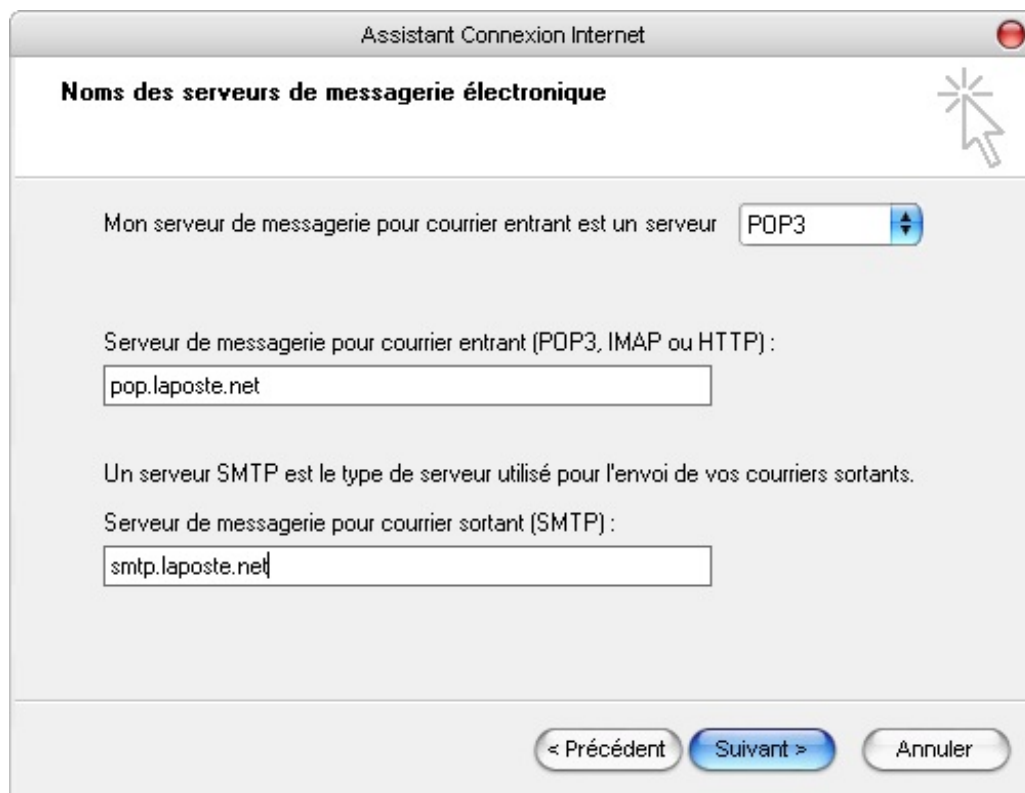 Assistant Connexion Internet
Noms des serveurs de messagerie électronique
Mon serveur de messagerie pour courrier entrant est un serveur POP3
Serveur de messagerie pour courrier entrant (POP3, IMAP ou HTTP) :
pop.laposte.net
Un serveur SMTP est le type de serveur utilisé pour l'envoi de vos courriers sortants.
Serveur de messagerie pour courrier sortant (SMTP) :
smtp.laposte.net
< Précédent Suivant > Annuler